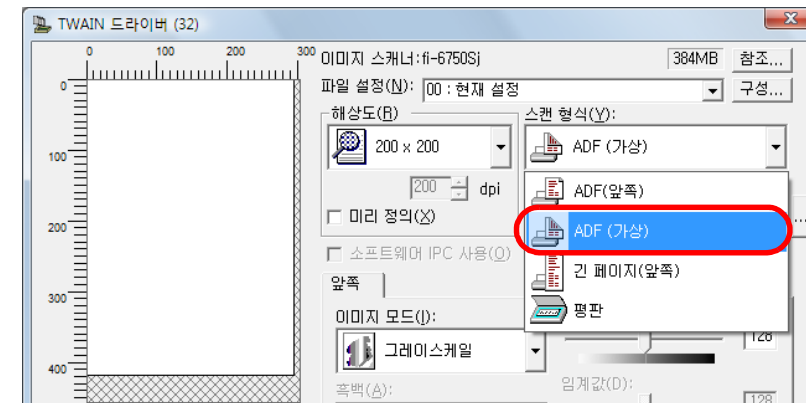 TWAIN 드라이버 (32)
0 100 200 300
이미지 스캐너:fi-6750Sj 384MB 참조...
파일 설정(N): 00 : 현재 설정 구성...
해상도(R) 스캔 형식(Y):
0
200 x 200 ADF (가상)
100
200 dpi ADF(앞쪽)
미리 정의(X)
200 ADF (가상) ...
소프트웨어 IPC 사용(O)
긴 페이지(앞쪽)
앞쪽
300 평판
이미지 모드(I):
128
그레이스케일
400
흑백(A): 임계값(D):
128